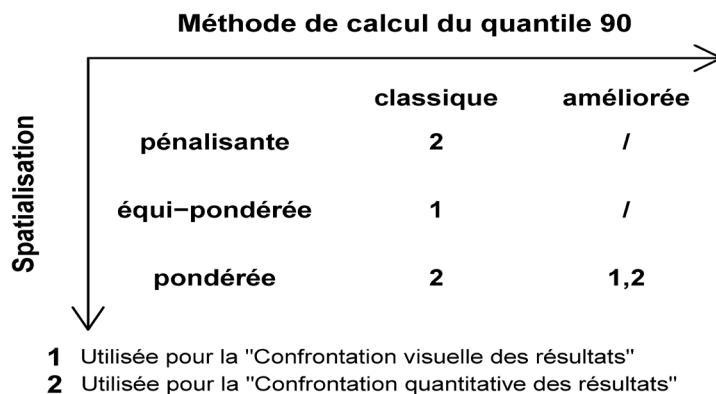 Méthode de calcul du quantile 90
Spatialisation
classique améliorée
pénalisante 2 /
équi-pondérée 1 /
pondérée 2 1,2
1 Utilisée pour la "Confrontation visuelle des résultats"
2 Utilisée pour la "Confrontation quantitative des résultats"